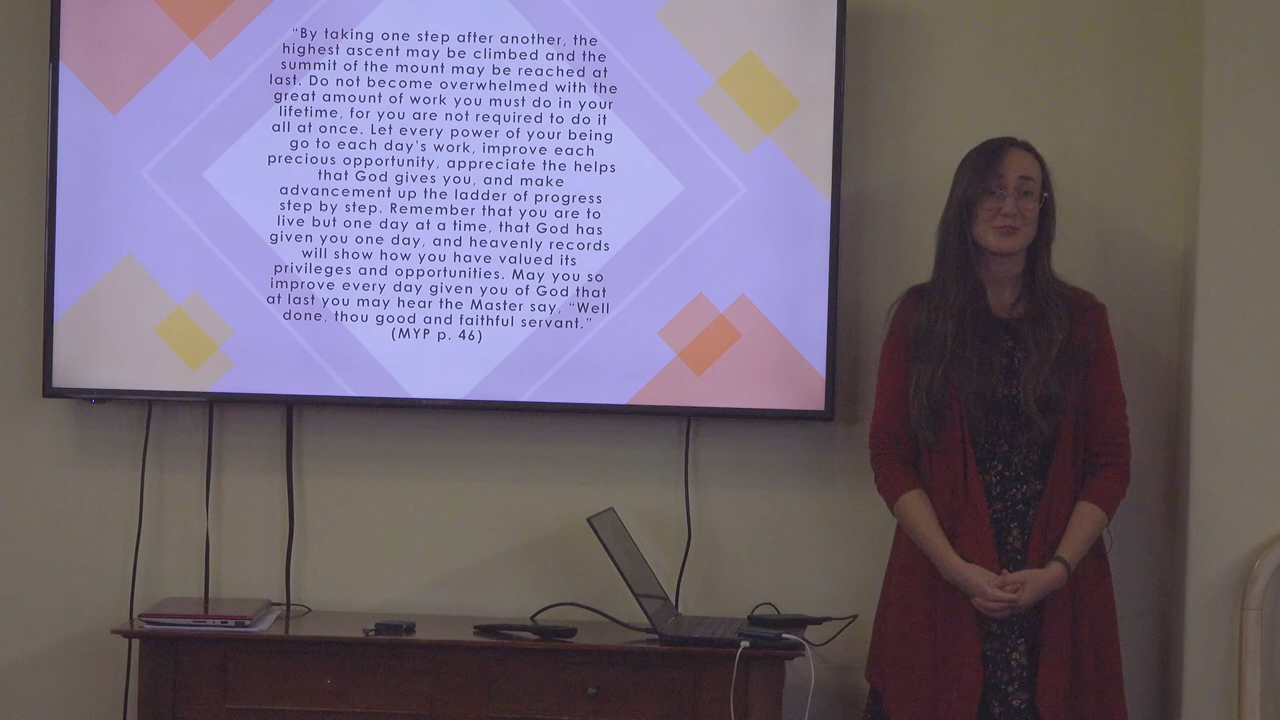 "By taking one step after another, the
highest ascent may be climbed and the
summit of the mount may be reached at
last. Do not become overwhelmed with the
great amount of work you must do in your
lifetime, for you are not required to do it
all at once. Let every power of your being
go to each day's work, improve each
precious opportunity, appreciate the helps
that God gives you, and make
advancement up the ladder of progress
step by step. Remember that you are to
live but one day at a time, that God has
given you one day, and heavenly records
will show how you have valued its
privileges and opportunities. May you so
improve every day given you of God that
at last you may hear the Master say, "Well
done, thou good and faithful servant."
(MYP p. 46)